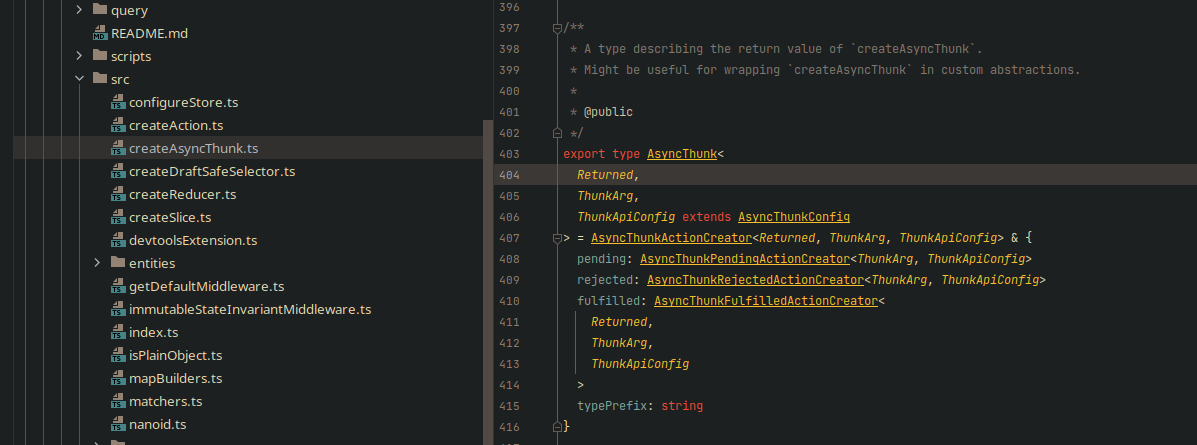 query
README.md
scripts
src
configureStore.ts
createAction.ts
createAsyncThunk.ts
createDraftSafeSelector.ts
createReducer.ts
createSlice.ts
devtoolsExtension.ts
entities
getDefaultMiddleware.ts
immutableStateInvariantMiddleware.ts
index.ts
isPlainObject.ts
mapBuilders.ts
matchers.ts
nanoid.ts
396
397 /**
398 * A type describing the return value of `createAsyncThunk`.
399 * Might be useful for wrapping `createAsyncThunk` in custom abstractions.
400 *
401 * @public
402 */
403 export type AsyncThunk<
404 Returned,
405 ThunkArg,
406 ThunkApiConfig extends AsyncThunkConfig
407 > = AsyncThunkActionCreator<Returned, ThunkArg, ThunkApiConfig> & {
408 pending: AsyncThunkPendingActionCreator<ThunkArg, ThunkApiConfig>
409 rejected: AsyncThunkRejectedActionCreator<ThunkArg, ThunkApiConfig>
410 fulfilled: AsyncThunkFulfilledActionCreator<
411 Returned,
412 ThunkArg,
413 ThunkApiConfig
414 >
415 typePrefix: string
416 }